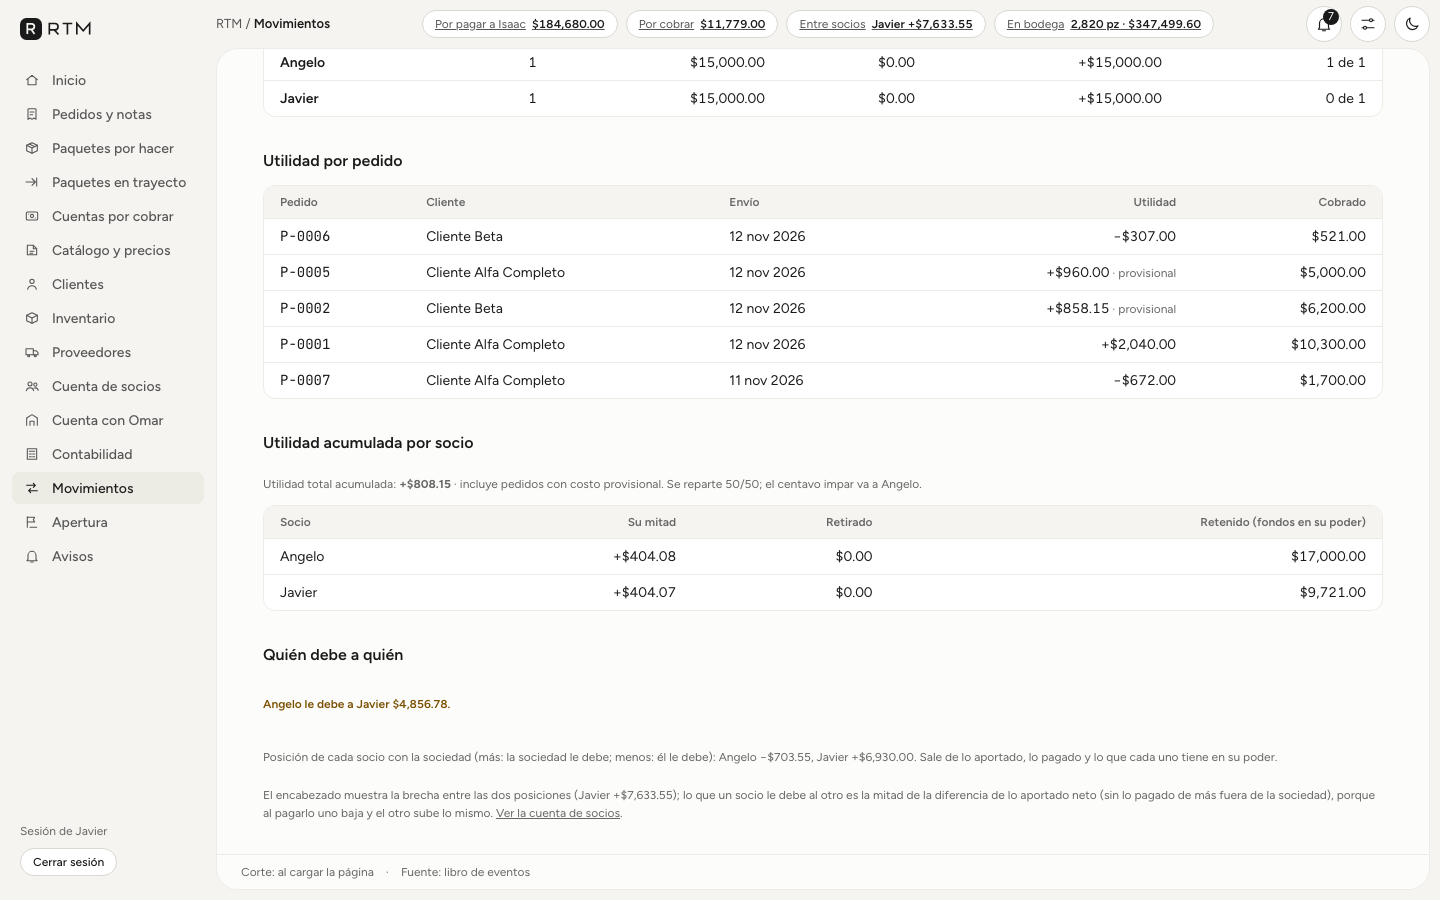 R RTM
RTM / Movimientos
Por pagar a Isaac $184,680.00
Por cobrar $11,779.00
Entre socios Javier +$7,633.55
En bodega 2,820 pz · $347,499.60
7
Inicio
Pedidos y notas
Paquetes por hacer
Paquetes en trayecto
Cuentas por cobrar
Catálogo y precios
Clientes
Inventario
Proveedores
Cuenta de socios
Cuenta con Omar
Contabilidad
Movimientos
Apertura
Avisos
Sesión de Javier
Cerrar sesión
Angelo 1 $15,000.00 $0.00 +$15,000.00 1 de 1
Javier 1 $15,000.00 $0.00 +$15,000.00 0 de 1
Utilidad por pedido
Pedido Cliente Envío Utilidad Cobrado
P-0006 Cliente Beta 12 nov 2026 −$307.00 $521.00
P-0005 Cliente Alfa Completo 12 nov 2026 +$960.00 · provisional $5,000.00
P-0002 Cliente Beta 12 nov 2026 +$858.15 · provisional $6,200.00
P-0001 Cliente Alfa Completo 12 nov 2026 +$2,040.00 $10,300.00
P-0007 Cliente Alfa Completo 11 nov 2026 −$672.00 $1,700.00
Utilidad acumulada por socio
Utilidad total acumulada: +$808.15 · incluye pedidos con costo provisional. Se reparte 50/50; el centavo impar va a Angelo.
Socio Su mitad Retirado Retenido (fondos en su poder)
Angelo +$404.08 $0.00 $17,000.00
Javier +$404.07 $0.00 $9,721.00
Quién debe a quién
Angelo le debe a Javier $4,856.78.
Posición de cada socio con la sociedad (más: la sociedad le debe; menos: él le debe): Angelo −$703.55, Javier +$6,930.00. Sale de lo aportado, lo pagado y lo que cada uno tiene en su poder.
El encabezado muestra la brecha entre las dos posiciones (Javier +$7,633.55); lo que un socio le debe al otro es la mitad de la diferencia de lo aportado neto (sin lo pagado de más fuera de la sociedad), porque
al pagarlo uno baja y el otro sube lo mismo. Ver la cuenta de socios.
Corte: al cargar la página · Fuente: libro de eventos